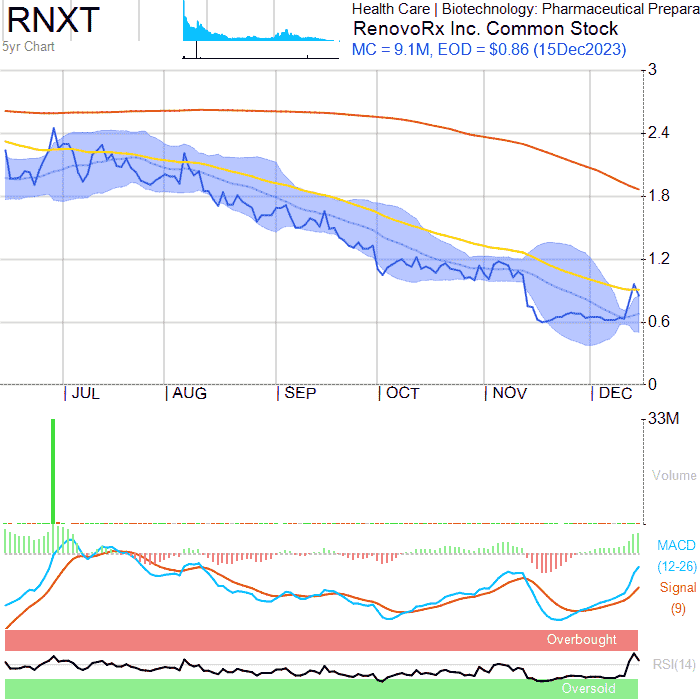 RNXT
5yr Chart
Health Care | Biotechnology: Pharmaceutical Prepara
RenovoRx Inc. Common Stock
MC = 9.1M, EOD = $0.86 (15Dec2023)
3
2.4
1.8
1.2
0.6
0
JUL AUG SEP OCT NOV DEC
33M
Volume
MACD
(12-26)
Signal
(9)
Overbought
RSI(14)
Oversold